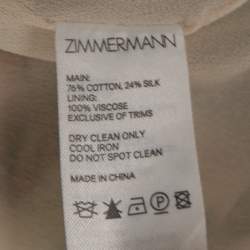 ZIMMERMANN
MAIN:
76% COTTON, 24% SILK
LINING:
100% VISCOSE
EXCLUSIVE OF TRIMS
DRY CLEAN ONLY
COOL IRON
DO NOT SPOT CLEAN
MADE IN CHINA
P